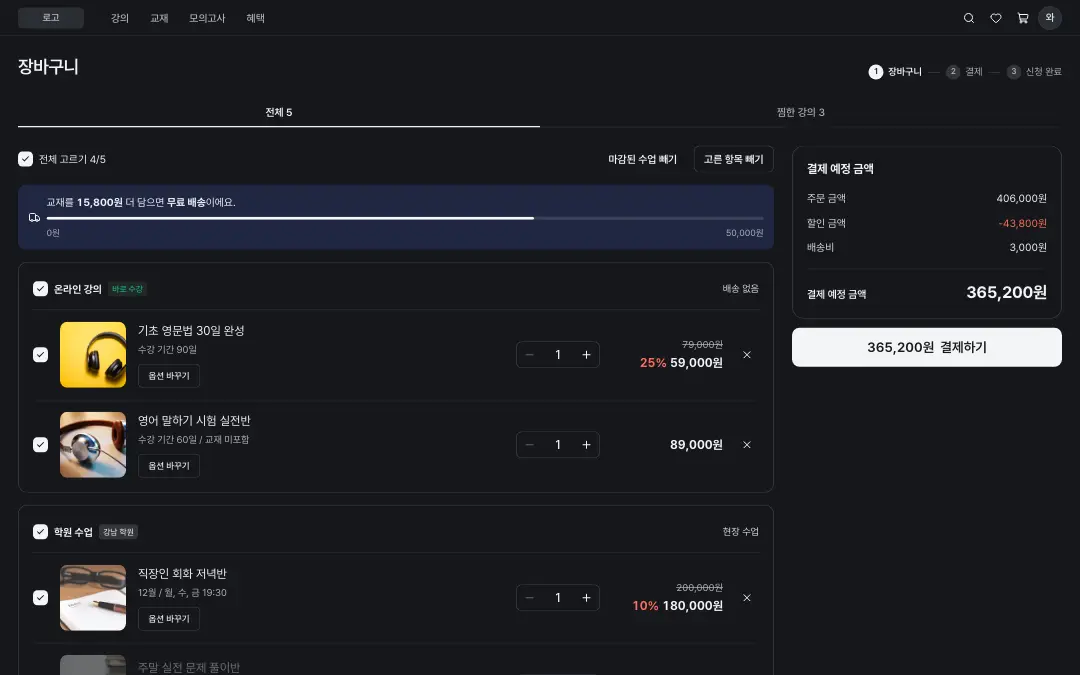 로고
강의
교재
모의고사
혜택
와
장바구니
1 장바구니
2 결제
3 신청 완료
전체 5
찜한 강의 3
전체 고르기 4/5
마감된 수업 빼기
고른 항목 빼기
교재를 15,800원 더 담으면 무료 배송이에요.
0원
50,000원
온라인 강의
바로 수강
배송 없음
기초 영문법 30일 완성
수강 기간 90일
옵션 바꾸기
1
79,000원
25% 59,000원
영어 말하기 시험 실전반
수강 기간 60일 / 교재 미포함
옵션 바꾸기
1
89,000원
학원 수업
강남 학원
현장 수업
직장인 회화 저녁반
12월 / 월, 수, 금 19:30
옵션 바꾸기
1
200,000원
10% 180,000원
주말 실전 문제 풀이반
결제 예정 금액
주문 금액
406,000원
할인 금액
-43,800원
배송비
3,000원
결제 예정 금액
365,200원
365,200원 결제하기